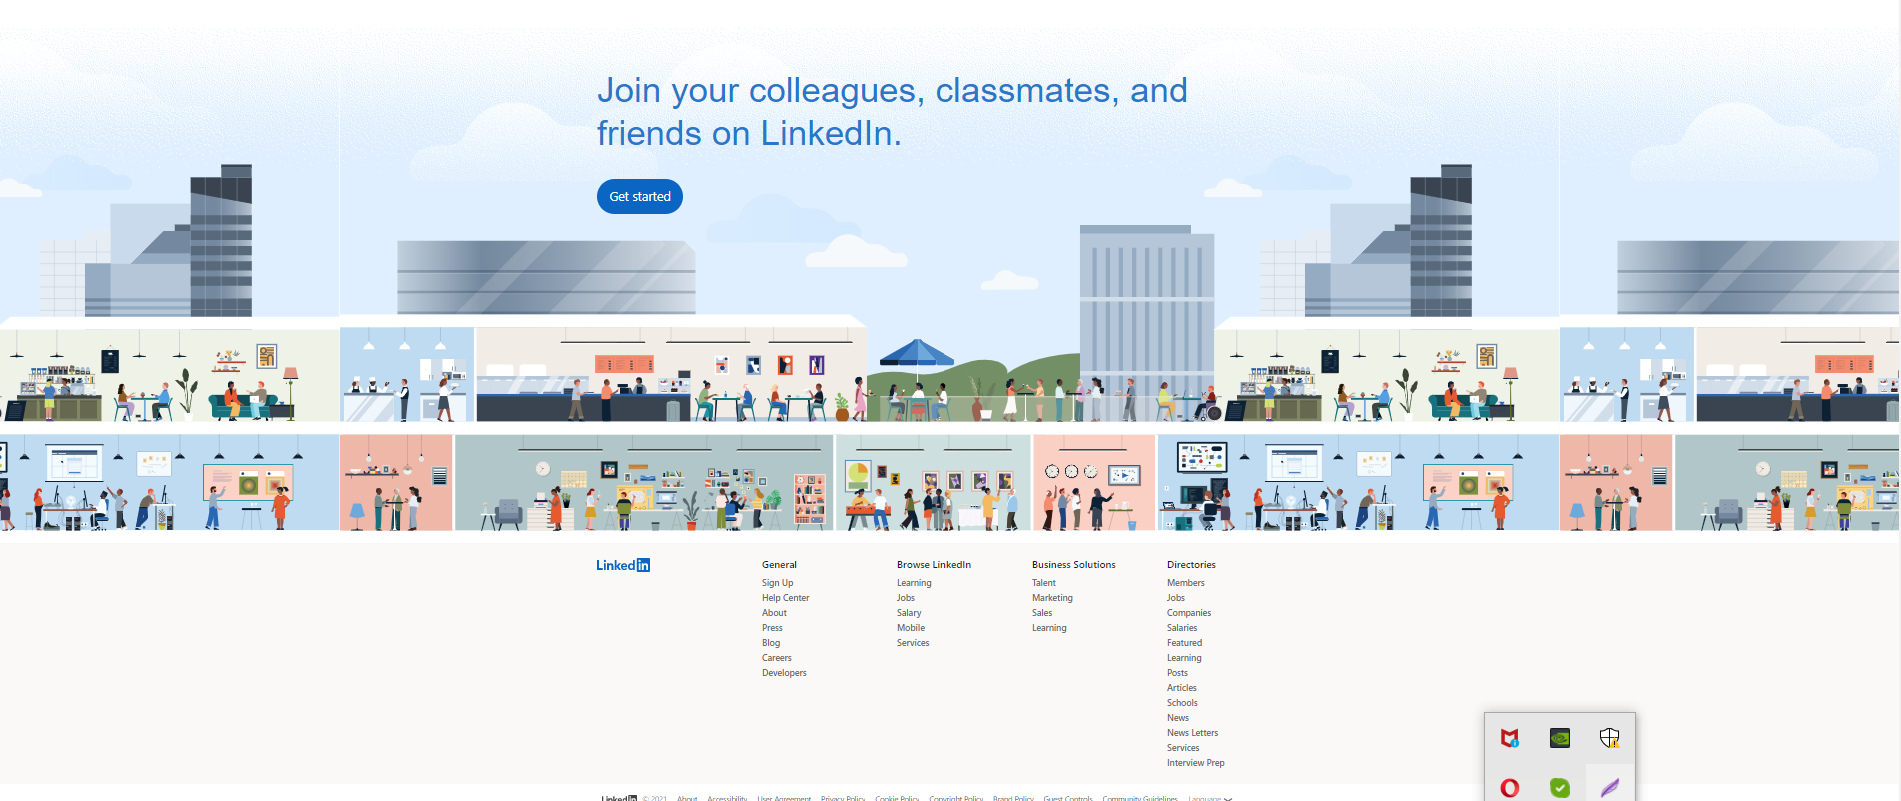 Join your colleagues, classmates, and
friends on LinkedIn.
Get started
LinkedIn
General
Sign Up
Help Center
About
Press
Blog
Careers
Developers
Browse LinkedIn
Learning
Jobs
Salary
Mobile
Services
Business Solutions
Talent
Marketing
Sales
Learning
Directories
Members
Jobs
Companies
Salaries
Featured
Learning
Posts
Articles
Schools
News
News Letters
Services
Interview Prep
LinkedIn © 2021 About Accessibility User Agreement Privacy Policy Cookie Policy Copyright Policy Brand Policy Guest Controls Community Guidelines Language